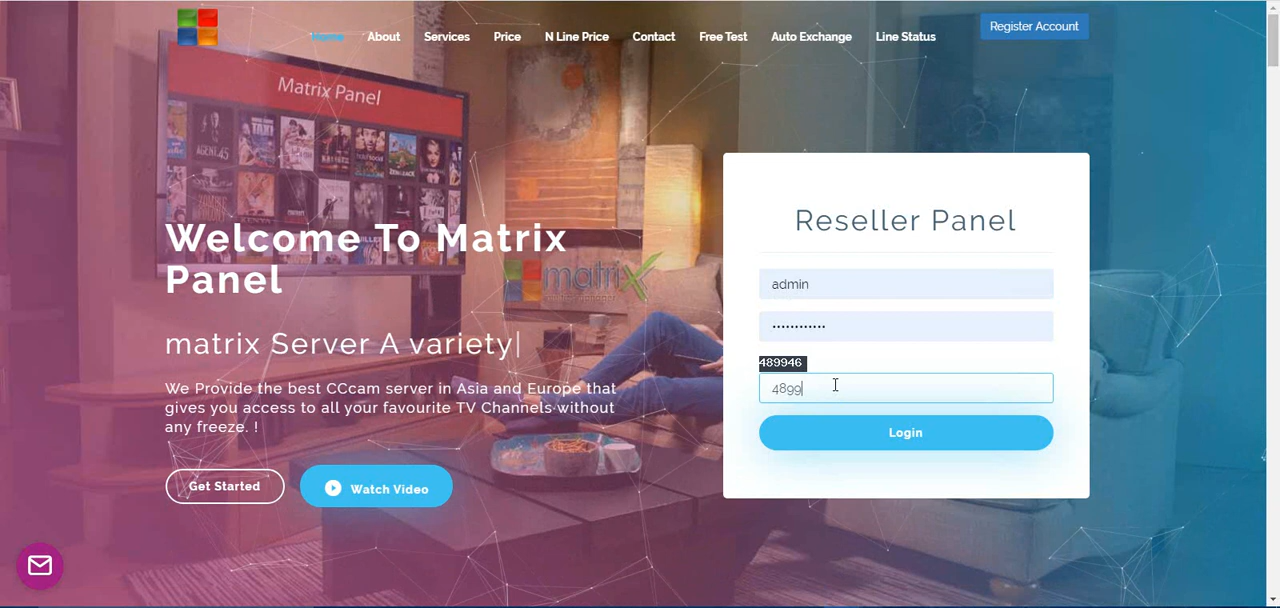 Home
About
Services
Price
N Line Price
Contact
Free Test
Auto Exchange
Line Status
Register Account
Matrix Panel
AGENT 45
Welcome To Matrix
Panel
matrix
matrix Server A variety|
We Provide the best CCcam server in Asia and Europe that
gives you access to all your favourite TV Channels without
any freeze. !
Get Started
Watch Video
Reseller Panel
admin
••••••••••••
489946
4899
Login